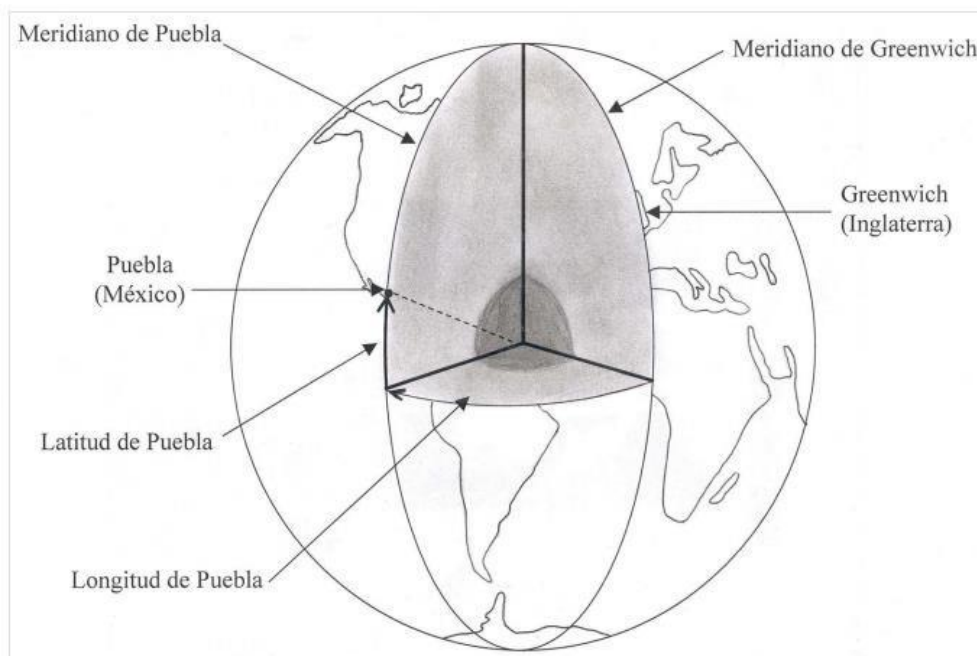 Meridiano de Puebla
Meridiano de Greenwich
Greenwich
(Inglaterra)
Puebla
(México)
Latitud de Puebla
Longitud de Puebla